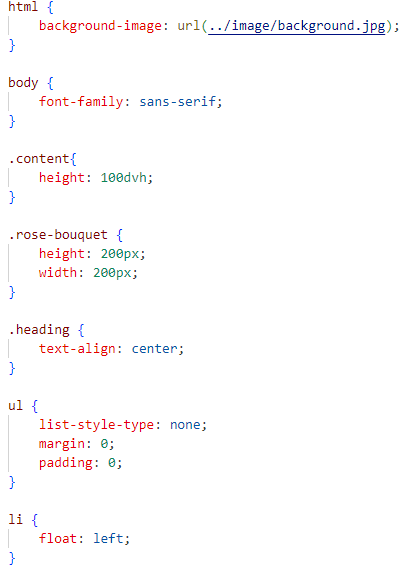 html {
    background-image: url(../image/background.jpg);
}

body {
    font-family: sans-serif;
}

.content{
    height: 100dvh;
}

.rose-bouquet {
    height: 200px;
    width: 200px;
}

.heading {
    text-align: center;
}

ul {
    list-style-type: none;
    margin: 0;
    padding: 0;
}

li {
    float: left;
}